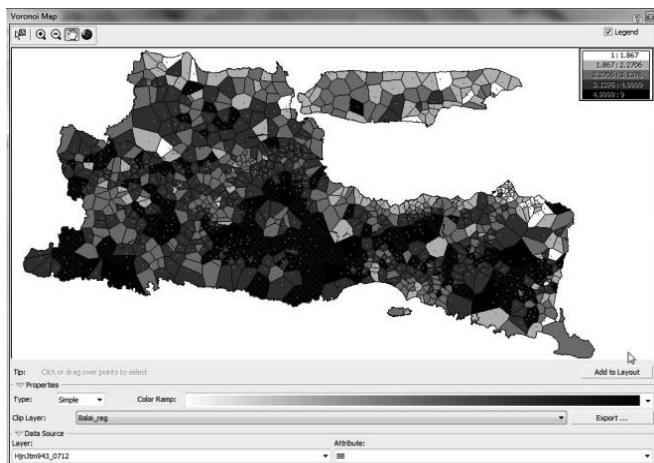 Voronoi Map
Legend
1 : 1.867
1.867 : 2.2706
2.2706 : 3.1376
3.1376 : 4.9999
4.9999 : 9
Tip: Click or drag over points to select
Add to Layout
Properties
Type: Simple Color Ramp:
Clip Layer: Balai_reg Export ...
Data Source
Layer: Attribute:
HjnJtm943_0712 BB